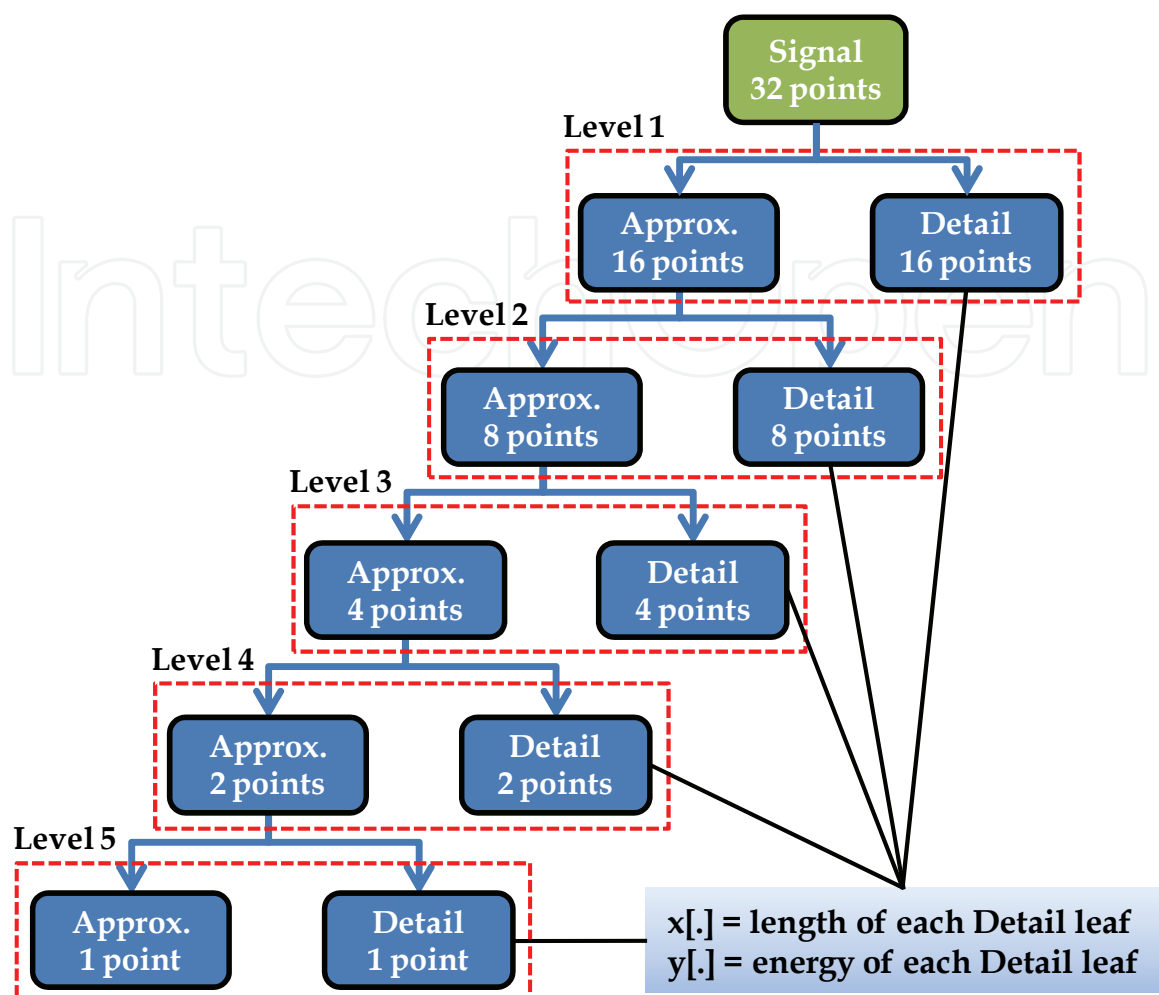 Signal
32 points
Level 1
Approx.
16 points
Detail
16 points
Level 2
Approx.
8 points
Detail
8 points
Level 3
Approx.
4 points
Detail
4 points
Level 4
Approx.
2 points
Detail
2 points
Level 5
Approx.
1 point
Detail
1 point
x[.] = length of each Detail leaf
y[.] = energy of each Detail leaf
IntechOpen